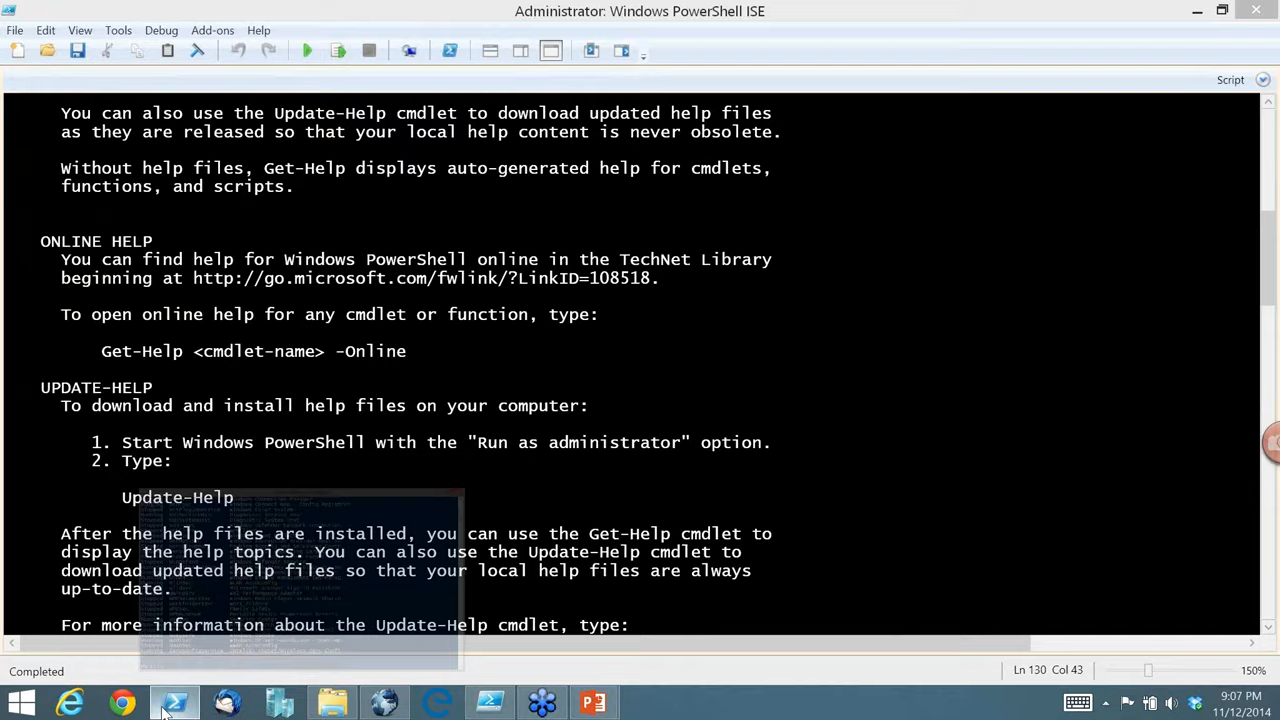 Administrator: Windows PowerShell ISE
File Edit View Tools Debug Add-ons Help
Script
You can also use the Update-Help cmdlet to download updated help files
as they are released so that your local help content is never obsolete.
Without help files, Get-Help displays auto-generated help for cmdlets,
functions, and scripts.
ONLINE HELP
You can find help for Windows PowerShell online in the TechNet Library
beginning at http://go.microsoft.com/fwlink/?LinkID=108518.
To open online help for any cmdlet or function, type:
Get-Help <cmdlet-name> -Online
UPDATE-HELP
To download and install help files on your computer:
1. Start Windows PowerShell with the "Run as administrator" option.
2. Type:
Update-Help
After the help files are installed, you can use the Get-Help cmdlet to
display the help topics. You can also use the Update-Help cmdlet to
download updated help files so that your local help files are always
up-to-date.
For more information about the Update-Help cmdlet, type:
Completed
Ln 130 Col 43
150%
9:07 PM
11/12/2014